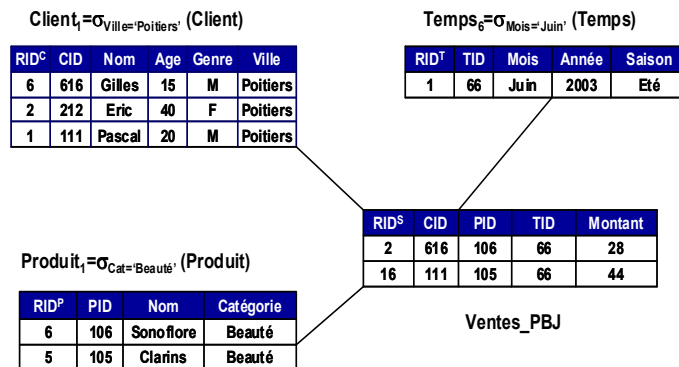 Client₁=σVille='Poitiers' (Client)
RIDᶜ CID Nom Age Genre Ville
6 616 Gilles 15 M Poitiers
2 212 Eric 40 F Poitiers
1 111 Pascal 20 M Poitiers
Temps₆=σMois='Juin' (Temps)
RIDᵀ TID Mois Année Saison
1 66 Juin 2003 Eté
RIDˢ CID PID TID Montant
2 616 106 66 28
16 111 105 66 44
Ventes_PBJ
Produit₁=σCat='Beauté' (Produit)
RIDᴾ PID Nom Catégorie
6 106 Sonoflore Beauté
5 105 Clarins Beauté